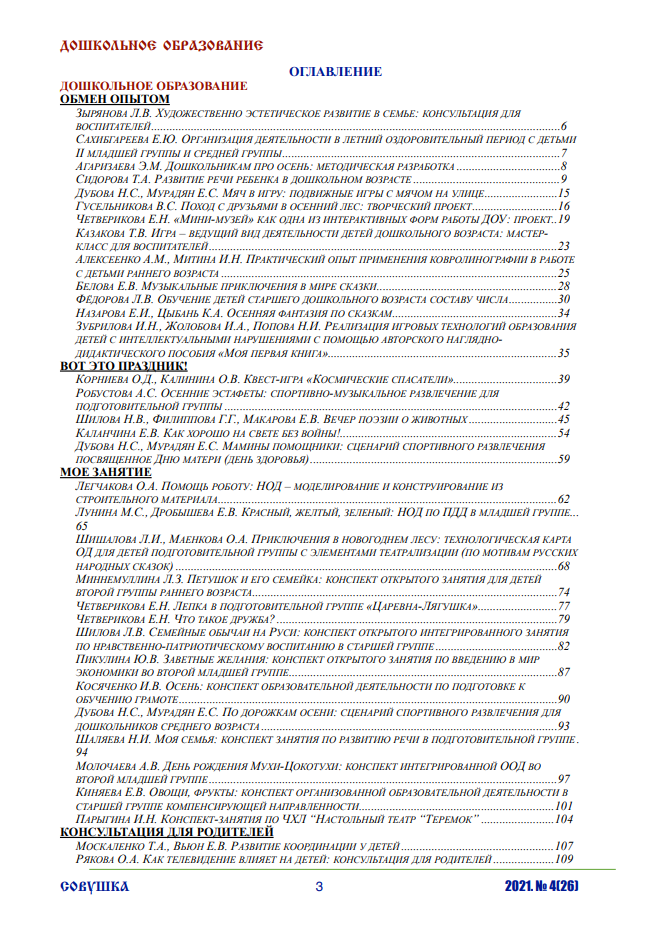 ДОШКОЛЬНОЕ ОБРАЗОВАНИЕ
ОГЛАВЛЕНИЕ
ДОШКОЛЬНОЕ ОБРАЗОВАНИЕ
ОБМЕН ОПЫТОМ
Зырянова Л.В. Художественно эстетическое развитие в семье: консультация для
воспитателей...6
Сахибгареева Е.Ю. Организация деятельности в летний оздоровительный период с детьми
II младшей группы и средней группы...7
Агаризаева Э.М. Дошкольникам про осень: методическая разработка...8
Сидорова Т.А. Развитие речи ребенка в дошкольном возрасте...9
Дубова Н.С., Мурадян Е.С. Мяч в игру: подвижные игры с мячом на улице...15
Гусельникова В.С. Поход с друзьями в осенний лес: творческий проект...16
Четверикова Е.Н. «Мини-музей» как одна из интерактивных форм работы ДОУ: проект..19
Казакова Т.В. Игра – ведущий вид деятельности детей дошкольного возраста: мастер-
класс для воспитателей...23
Алексеенко А.М., Митина И.Н. Практический опыт применения ковролинографии в работе
с детьми раннего возраста...25
Белова Е.В. Музыкальные приключения в мире сказки...28
Фёдорова Л.В. Обучение детей старшего дошкольного возраста составу числа...30
Назарова Е.И., Цыбань К.А. Осенняя фантазия по сказкам...34
Зубрилова И.Н., Жолобова И.А., Попова Н.И. Реализация игровых технологий образования
детей с интеллектуальными нарушениями с помощью авторского наглядно-
дидактического пособия «Моя первая книга»...35
ВОТ ЭТО ПРАЗДНИК!
Корниева О.Д., Калинина О.В. Квест-игра «Космические спасатели»...39
Робустова А.С. Осенние эстафеты: спортивно-музыкальное развлечение для
подготовительной группы...42
Шилова Н.В., Филиппова Г.Г., Макарова Е.В. Вечер поэзии о животных...45
Каланчина Е.В. Как хорошо на свете без войны!...54
Дубова Н.С., Мурадян Е.С. Мамины помощники: сценарий спортивного развлечения
посвященное Дню матери (день здоровья)...59
МОЕ ЗАНЯТИЕ
Легчакова О.А. Помощь роботу: НОД – моделирование и конструирование из
строительного материала...62
Лунина М.С., Дробышева Е.В. Красный, желтый, зеленый: НОД по ПДД в младшей группе...
65
Шишалова Л.И., Маенкова О.А. Приключения в новогоднем лесу: технологическая карта
ОД для детей подготовительной группы с элементами театрализации (по мотивам русских
народных сказок)...68
Миннемуллина Л.З. Петушок и его семейка: конспект открытого занятия для детей
второй группы раннего возраста...74
Четверикова Е.Н. Лепка в подготовительной группе «Царевна-Лягушка»...77
Четверикова Е.Н. Что такое дружба?...79
Шилова Л.В. Семейные обычаи на Руси: конспект открытого интегрированного занятия
по нравственно-патриотическому воспитанию в старшей группе...82
Пикулина Ю.В. Заветные желания: конспект открытого занятия по введению в мир
экономики во второй младшей группе...87
Косяченко И.В. Осень: конспект образовательной деятельности по подготовке к
обучению грамоте...90
Дубова Н.С., Мурадян Е.С. По дорожкам осени: сценарий спортивного развлечения для
дошкольников среднего возраста...93
Шаляева Н.И. Моя семья: конспект занятия по развитию речи в подготовительной группе.
94
Молочаева А.В. День рождения Мухи-Цокотухи: конспект интегрированной ООД во
второй младшей группе...97
Киняева Е.В. Овощи, фрукты: конспект организованной образовательной деятельности в
старшей группе компенсирующей направленности...101
Парыгина И.Н. Конспект-занятия по ЧХЛ “Настольный театр “Теремок”...104
КОНСУЛЬТАЦИЯ ДЛЯ РОДИТЕЛЕЙ
Москаленко Т.А., Вьюн Е.В. Развитие координации у детей...107
Рякова О.А. Как телевидение влияет на детей: консультация для родителей...109
СОВУШКА 3 2021. № 4(26)